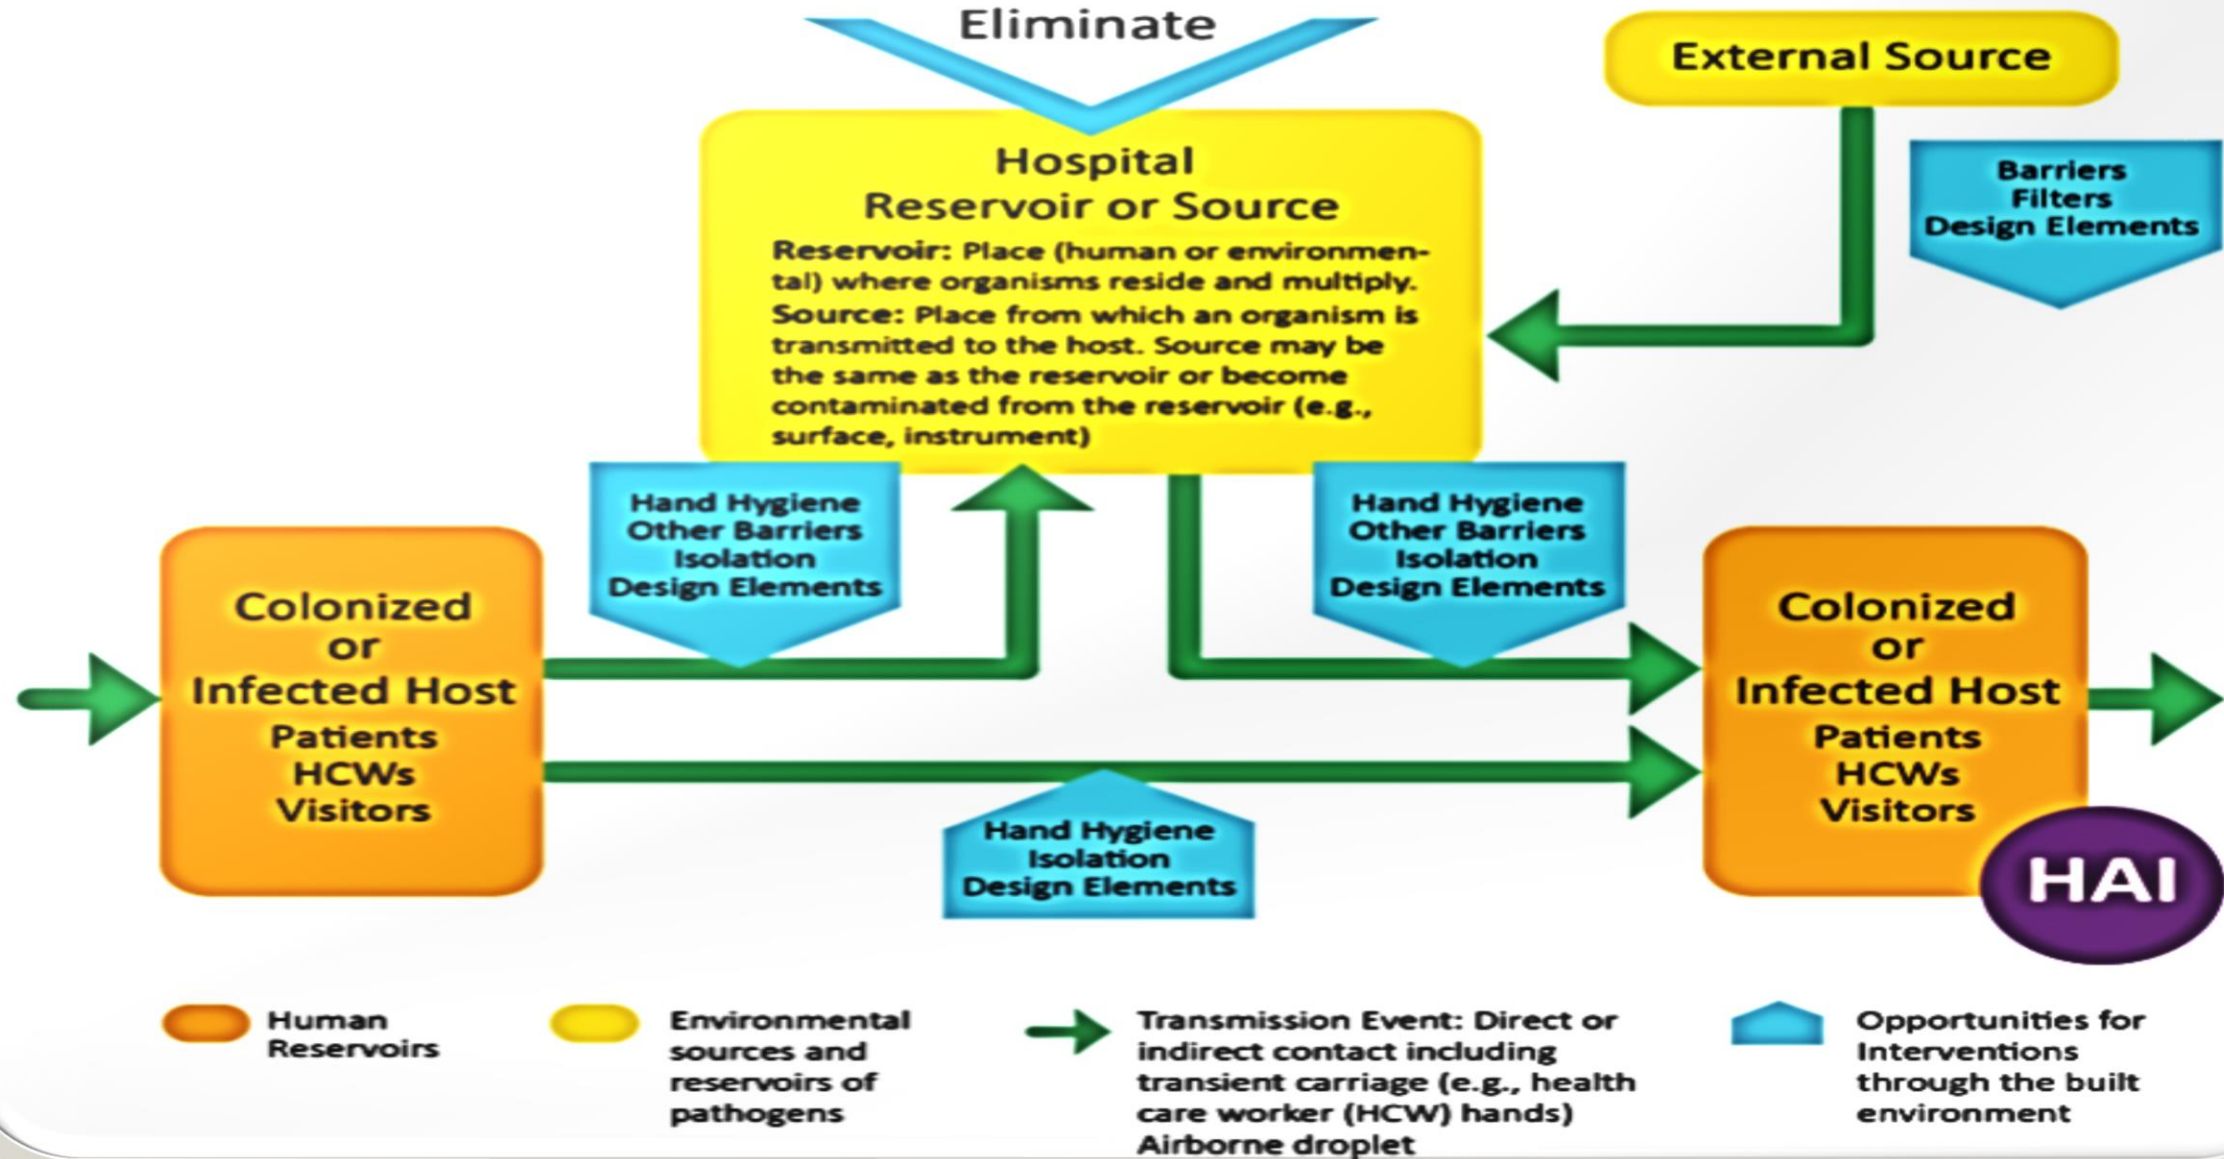 Eliminate
External Source
Barriers
Filters
Design Elements
Hospital
Reservoir or Source
Reservoir: Place (human or environmen-
tal) where organisms reside and multiply.
Source: Place from which an organism is
transmitted to the host. Source may be
the same as the reservoir or become
contaminated from the reservoir (e.g.,
surface, instrument)
Hand Hygiene
Other Barriers
Isolation
Design Elements
Hand Hygiene
Other Barriers
Isolation
Design Elements
Colonized
or
Infected Host
Patients
HCWs
Visitors
Colonized
or
Infected Host
Patients
HCWs
Visitors
Hand Hygiene
Isolation
Design Elements
HAI
Human
Reservoirs
Environmental
sources and
reservoirs of
pathogens
Transmission Event: Direct or
indirect contact including
transient carriage (e.g., health
care worker (HCW) hands)
Airborne droplet
Opportunities for
Interventions
through the built
environment